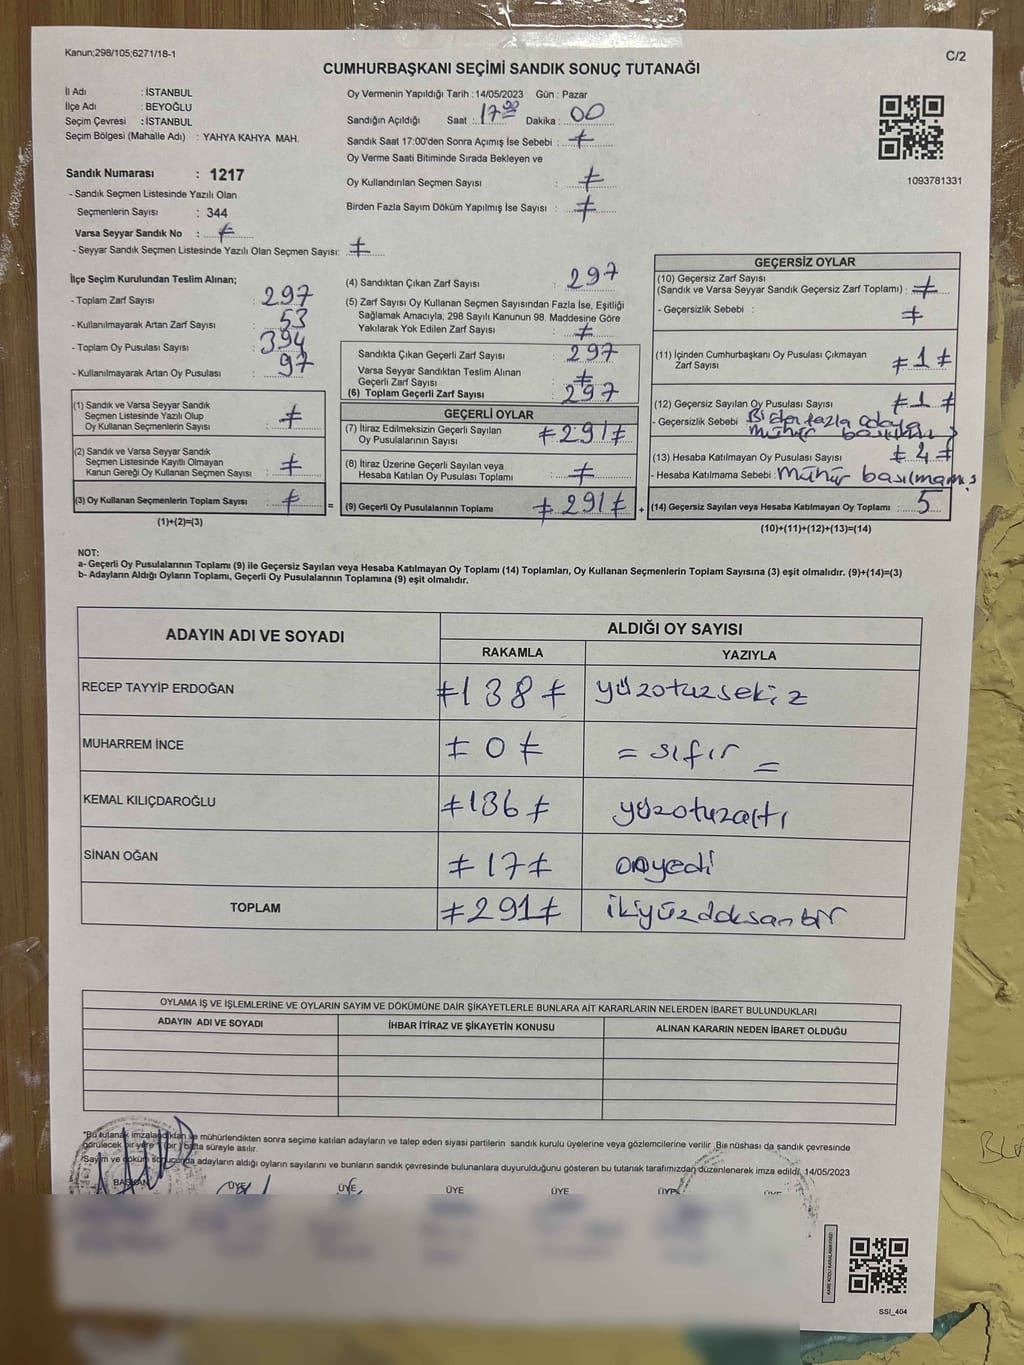 Kanun;298/105;6271/18-1
C/2
CUMHURBAŞKANI SEÇİMİ SANDIK SONUÇ TUTANAĞI
İl Adı : İSTANBUL
İlçe Adı : BEYOĞLU
Seçim Çevresi : İSTANBUL
Seçim Bölgesi (Mahalle Adı) : YAHYA KAHYA MAH.
Oy Vermenin Yapıldığı Tarih : 14/05/2023 Gün : Pazar
Sandığın Açıldığı Saat : 17:00 Dakika : 00
Sandık Saat 17:00'den Sonra Açımış İse Sebebi :
Oy Verme Saati Bitiminde Sırada Bekleyen ve
Oy Kullandırılan Seçmen Sayısı :
Birden Fazla Sayım Döküm Yapılmış İse Sayısı :
1093781331
Sandık Numarası : 1217
- Sandık Seçmen Listesinde Yazılı Olan
Seçmenlerin Sayısı : 344
Varsa Seyyar Sandık No :
- Seyyar Sandık Seçmen Listesinde Yazılı Olan Seçmen Sayısı:
İlçe Seçim Kurulundan Teslim Alınan;
- Toplam Zarf Sayısı : 297
- Kullanılmayarak Artan Zarf Sayısı : 53
- Toplam Oy Pusulası Sayısı : 394
- Kullanılmayarak Artan Oy Pusulası : 97
(1) Sandık ve Varsa Seyyar Sandık
Seçmen Listesinde Yazılı Olup
Oy Kullanan Seçmenlerin Sayısı :
(2) Sandık ve Varsa Seyyar Sandık
Seçmen Listesinde Kayıtlı Olmayan
Kanun Gereği Oy Kullanan Seçmen Sayısı :
(3) Oy Kullanan Seçmenlerin Toplam Sayısı :
(1)+(2)=(3)
(4) Sandıktan Çıkan Zarf Sayısı : 297
(5) Zarf Sayısı Oy Kullanan Seçmen Sayısından Fazla İse, Eşitliği
Sağlamak Amacıyla; 298 Sayılı Kanunun 98. Maddesine Göre
Yakılarak Yok Edilen Zarf Sayısı :
Sandıkta Çıkan Geçerli Zarf Sayısı : 297
Varsa Seyyar Sandıktan Teslim Alınan
Geçerli Zarf Sayısı :
(6) Toplam Geçerli Zarf Sayısı : 297
GEÇERLİ OYLAR
(7) İtiraz Edilmeksizin Geçerli Sayılan
Oy Pusulalarının Sayısı : 291
(8) İtiraz Üzerine Geçerli Sayılan veya
Hesaba Katılan Oy Pusulası Toplamı :
= (9) Geçerli Oy Pusulalarının Toplamı : 291 +
GEÇERSİZ OYLAR
(10) Geçersiz Zarf Sayısı
(Sandık ve Varsa Seyyar Sandık Geçersiz Zarf Toplamı) :
- Geçersizlik Sebebi :
(11) İçinden Cumhurbaşkanı Oy Pusulası Çıkmayan
Zarf Sayısı : 1
(12) Geçersiz Sayılan Oy Pusulası Sayısı : 1
- Geçersizlik Sebebi : Birden fazla adaya
mühür basılması
(13) Hesaba Katılmayan Oy Pusulası Sayısı : 4
- Hesaba Katılmama Sebebi : Mühür basılmamış
(14) Geçersiz Sayılan veya Hesaba Katılmayan Oy Toplamı : 5
(10)+(11)+(12)+(13)=(14)
NOT:
a- Geçerli Oy Pusulalarının Toplamı (9) ile Geçersiz Sayılan veya Hesaba Katılmayan Oy Toplamı (14) Toplamları, Oy Kullanan Seçmenlerin Toplam Sayısına (3) eşit olmalıdır. (9)+(14)=(3)
b- Adayların Aldığı Oyların Toplamı, Geçerli Oy Pusulalarının Toplamına (9) eşit olmalıdır.
ADAYIN ADI VE SOYADI ALDIĞI OY SAYISI
RAKAMLA YAZIYLA
RECEP TAYYİP ERDOĞAN 138 yüzotuzsekiz
MUHARREM İNCE 0 = sıfır =
KEMAL KILIÇDAROĞLU 136 yüzotuzaltı
SİNAN OĞAN 17 onyedi
TOPLAM 291 ikiyüzdoksanbir
OYLAMA İŞ VE İŞLEMLERİNE VE OYLARIN SAYIM VE DÖKÜMÜNE DAİR ŞİKAYETLERLE BUNLARA AİT KARARLARIN NELERDEN İBARET BULUNDUKLARI
ADAYIN ADI VE SOYADI İHBAR İTİRAZ VE ŞİKAYETİN KONUSU ALINAN KARARIN NEDEN İBARET OLDUĞU
*Bu tutanak imzalandıktan ve mühürlendikten sonra seçime katılan adayların ve talep eden siyasi partilerin sandık kurulu üyelerine veya gözlemcilerine verilir. Bir nüshası da sandık çevresinde
görülecek bir yere 1 (bir) hafta süreyle asılır.
*Sayım ve döküm sonucunda adayların aldığı oyların sayılarını ve bunların sandık çevresinde bulunanlara duyurulduğunu gösteren bu tutanak tarafımızdan düzenlenerek imza edildi. 14/05/2023
BAŞKAN ÜYE ÜYE ÜYE ÜYE ÜYE ÜYE
SSI_404